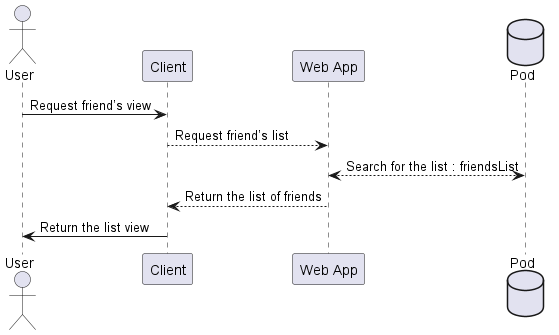 User
Client
Web App
Pod
Request friend's view
Request friend's list
Search for the list : friendsList
Return the list of friends
Return the list view
User
Client
Web App
Pod